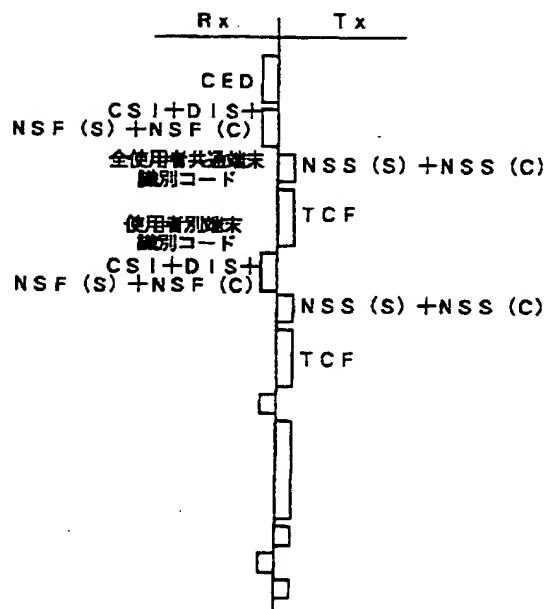 Rx Tx
CED
CSI+DIS+
NSF (S) +NSF (C)
全使用者共通端末
識別コード
NSS (S) +NSS (C)
TCF
使用者別端末
識別コード
CSI+DIS+
NSF (S) +NSF (C)
NSS (S) +NSS (C)
TCF